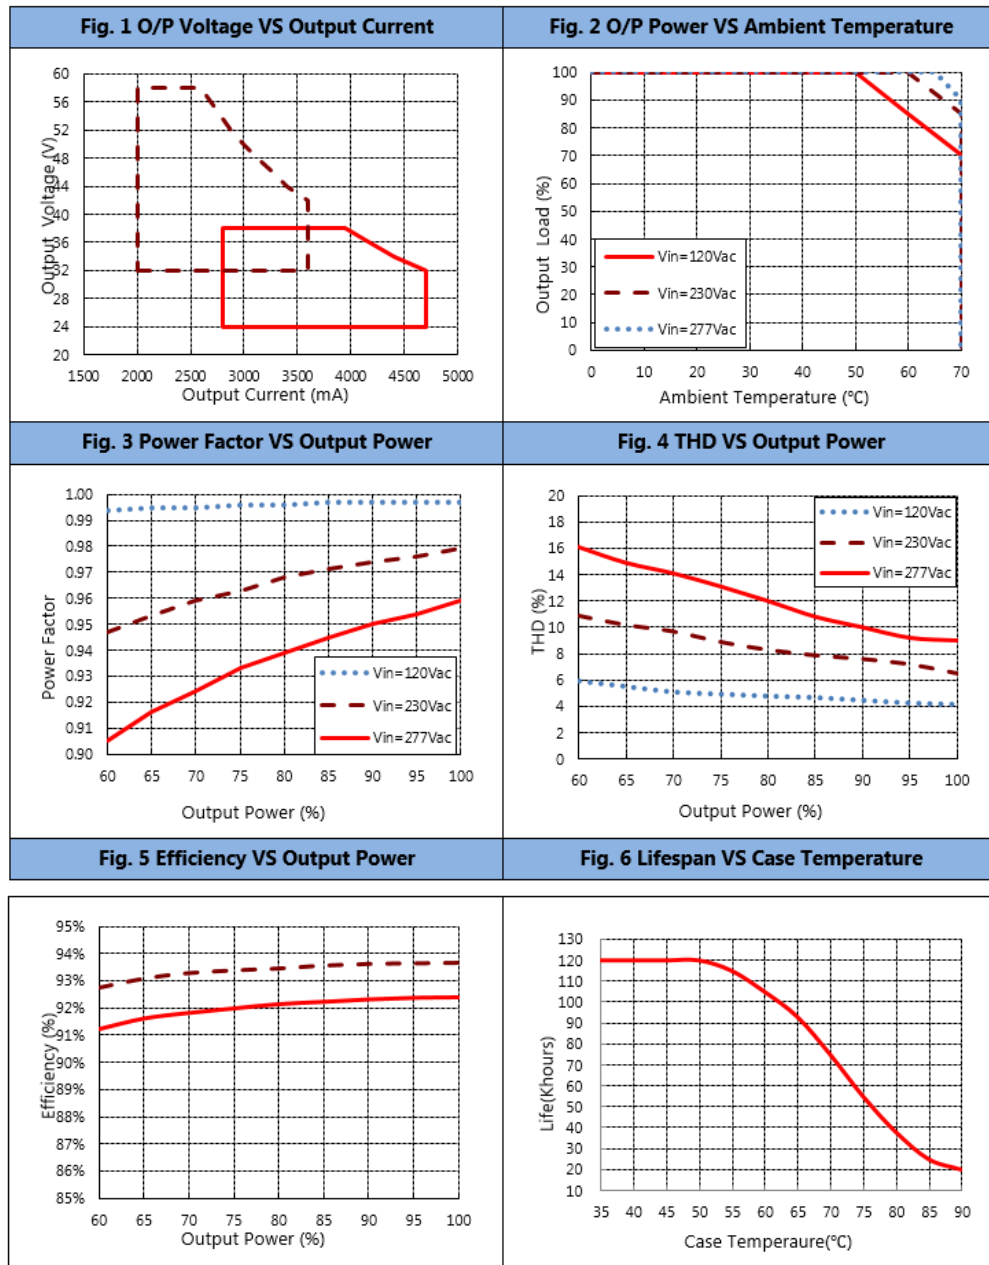 Fig. 1 O/P Voltage VS Output Current
60
56
52
48
44
40
36
32
28
24
20
Output Voltage (V)
1500 2000 2500 3000 3500 4000 4500 5000
Output Current (mA)
Fig. 2 O/P Power VS Ambient Temperature
100
90
80
70
60
50
40
30
20
10
0
Output Load (%)
Vin=120Vac
Vin=230Vac
Vin=277Vac
0 10 20 30 40 50 60 70
Ambient Temperature (℃)
Fig. 3 Power Factor VS Output Power
1.00
0.99
0.98
0.97
0.96
0.95
0.94
0.93
0.92
0.91
0.90
Power Factor
Vin=120Vac
Vin=230Vac
Vin=277Vac
60 65 70 75 80 85 90 95 100
Output Power (%)
Fig. 4 THD VS Output Power
20
18
16
14
12
10
8
6
4
2
0
THD (%)
Vin=120Vac
Vin=230Vac
Vin=277Vac
60 65 70 75 80 85 90 95 100
Output Power (%)
Fig. 5 Efficiency VS Output Power
95%
94%
93%
92%
91%
90%
89%
88%
87%
86%
85%
Efficiency (%)
60 65 70 75 80 85 90 95 100
Output Power (%)
Fig. 6 Lifespan VS Case Temperature
130
120
110
100
90
80
70
60
50
40
30
20
10
Life(Khours)
35 40 45 50 55 60 65 70 75 80 85 90
Case Temperaure(℃)